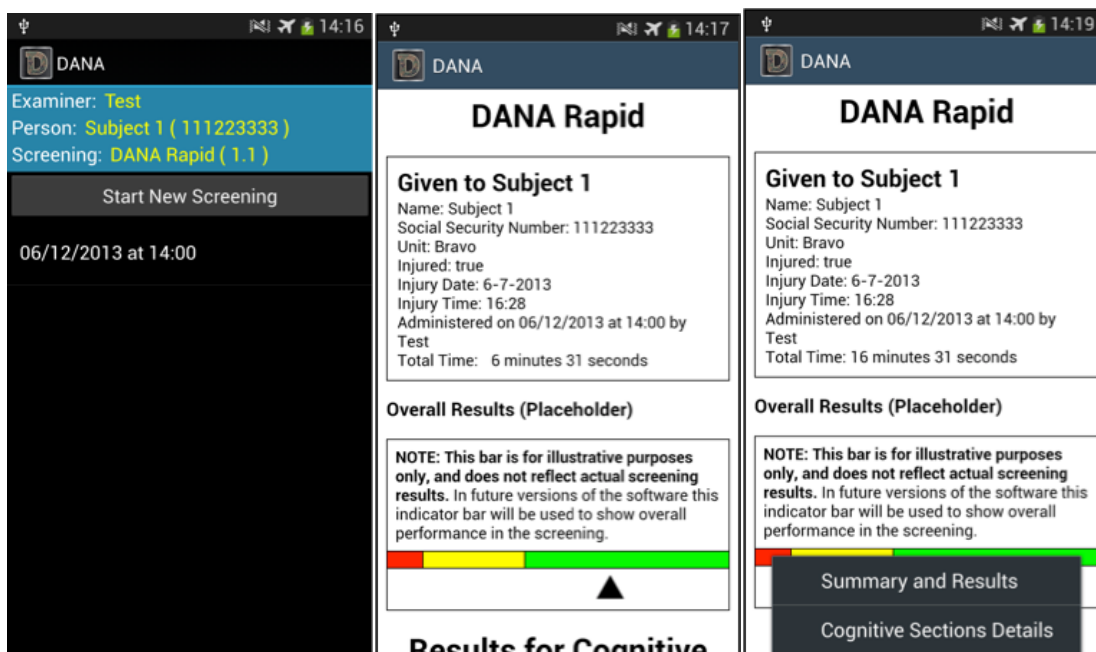 14:16
DANA
Examiner: Test
Person: Subject 1 ( 111223333 )
Screening: DANA Rapid ( 1.1 )
Start New Screening
06/12/2013 at 14:00
14:17
DANA
DANA Rapid
Given to Subject 1
Name: Subject 1
Social Security Number: 111223333
Unit: Bravo
Injured: true
Injury Date: 6-7-2013
Injury Time: 16:28
Administered on 06/12/2013 at 14:00 by
Test
Total Time: 6 minutes 31 seconds
Overall Results (Placeholder)
NOTE: This bar is for illustrative purposes
only, and does not reflect actual screening
results. In future versions of the software this
indicator bar will be used to show overall
performance in the screening.
Results for Cognitive
14:19
DANA
DANA Rapid
Given to Subject 1
Name: Subject 1
Social Security Number: 111223333
Unit: Bravo
Injured: true
Injury Date: 6-7-2013
Injury Time: 16:28
Administered on 06/12/2013 at 14:00 by
Test
Total Time: 16 minutes 31 seconds
Overall Results (Placeholder)
NOTE: This bar is for illustrative purposes
only, and does not reflect actual screening
results. In future versions of the software this
indicator bar will be used to show overall
performance in the screening.
Summary and Results
Cognitive Sections Details